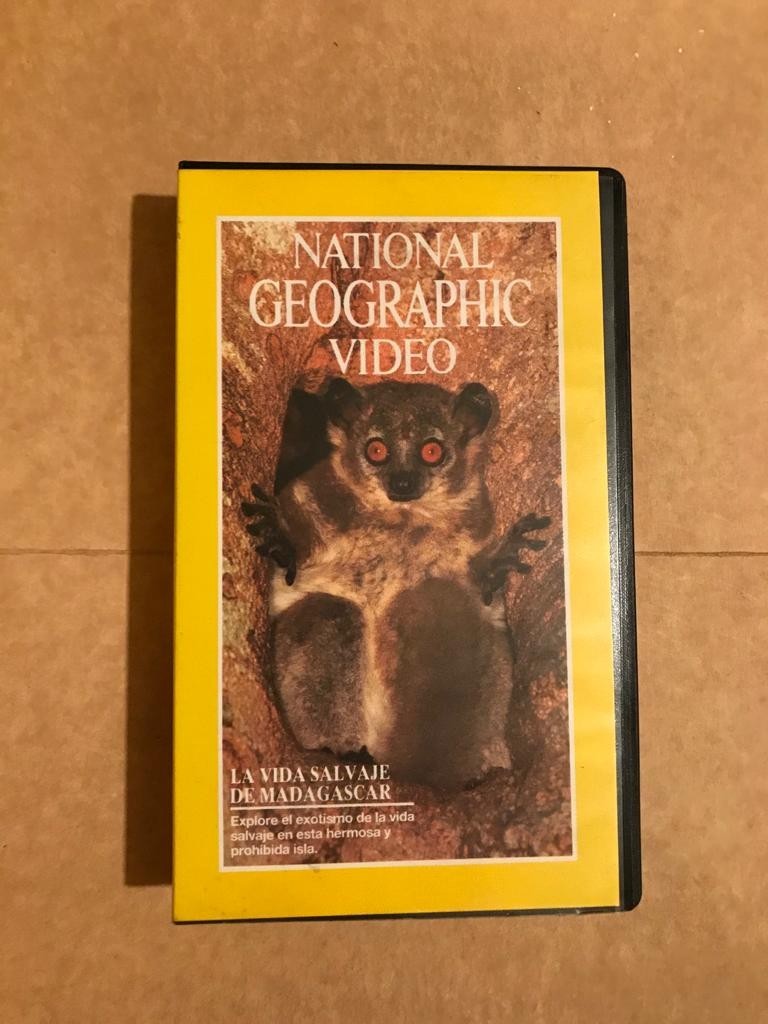 NATIONAL
GEOGRAPHIC
VIDEO
LA VIDA SALVAJE
DE MADAGASCAR
Explore el exotismo de la vida
salvaje en esta hermosa y
prohibida isla.